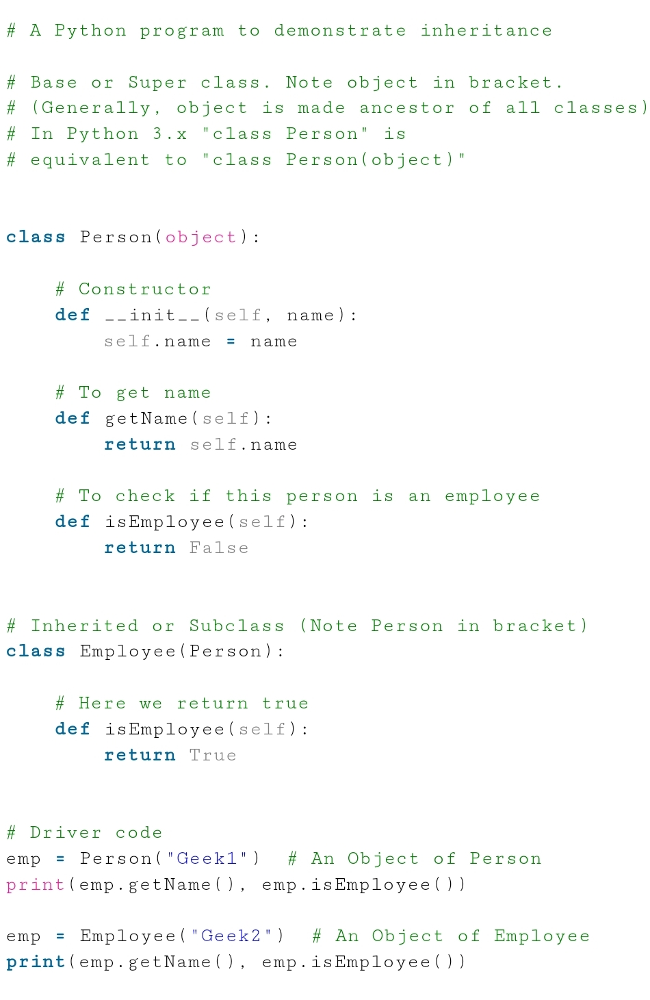 # A Python program to demonstrate inheritance
# Base or Super class. Note object in bracket.
# (Generally, object is made ancestor of all classes)
# In Python 3.x "class Person" is
# equivalent to "class Person(object)"
class Person(object):
    # Constructor
    def __init__(self, name):
        self.name = name
    # To get name
    def getName(self):
        return self.name
    # To check if this person is an employee
    def isEmployee(self):
        return False
# Inherited or Subclass (Note Person in bracket)
class Employee(Person):
    # Here we return true
    def isEmployee(self):
        return True
# Driver code
emp = Person("Geek1")  # An Object of Person
print(emp.getName(), emp.isEmployee())
emp = Employee("Geek2")  # An Object of Employee
print(emp.getName(), emp.isEmployee())